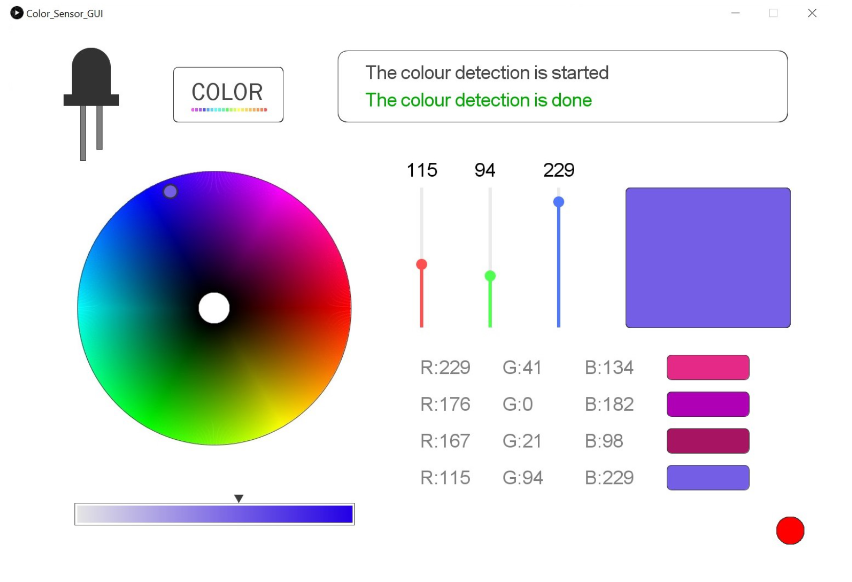 Color_Sensor_GUI
COLOR
The colour detection is started
The colour detection is done
115 94 229
R:229 G:41 B:134
R:176 G:0 B:182
R:167 G:21 B:98
R:115 G:94 B:229